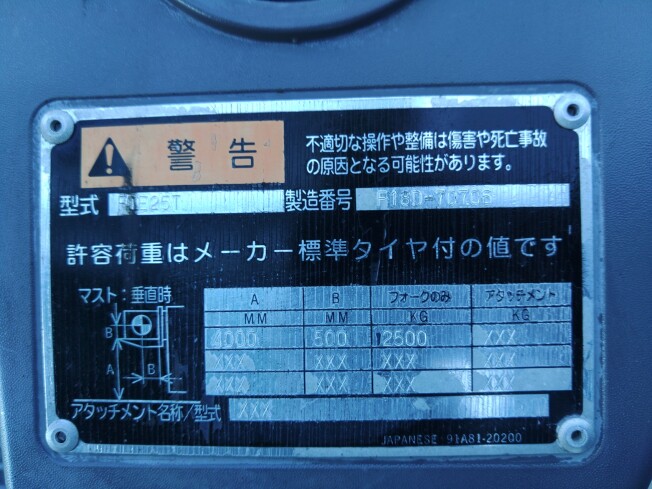 警告
不適切な操作や整備は傷害や死亡事故
の原因となる可能性があります。
型式
製造番号
許容荷重はメーカー標準タイヤ付の値です
マスト:垂直時
A B フォークのみ アタッチメント
MM MM KG KG
4000 500 2500 XXX
XXX XXX XXX XXX
XXX XXX XXX XXX
B
A B
アタッチメント名称/型式 XXX
JAPANESE 91A81-20200